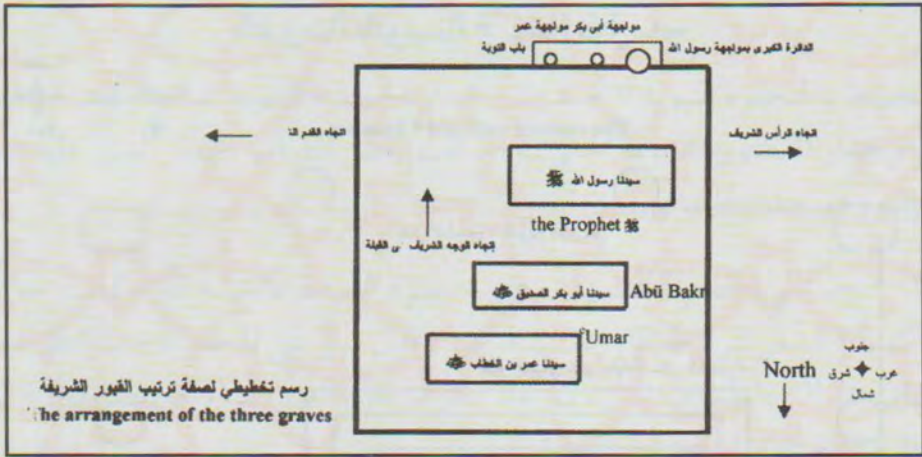 مواجهة أبي بكر مواجهة عمر
الدائرة الكبرى بمواجهة رسول الله
باب التوبة
اتجاه الرأس الشريف
اتجاه القدم الشا
سيدنا رسول الله ﷺ
the Prophet ﷺ
إتجاه الوجه الشريف القبلة
سيدنا أبو بكر الصديق
Abū Bakr
ʿUmar
سيدنا عمر بن الخطاب
North
جنوب
غرب
شرق
شمال
رسم تخطيطي لصفة ترتيب القبور الشريفة
he arrangement of the three graves